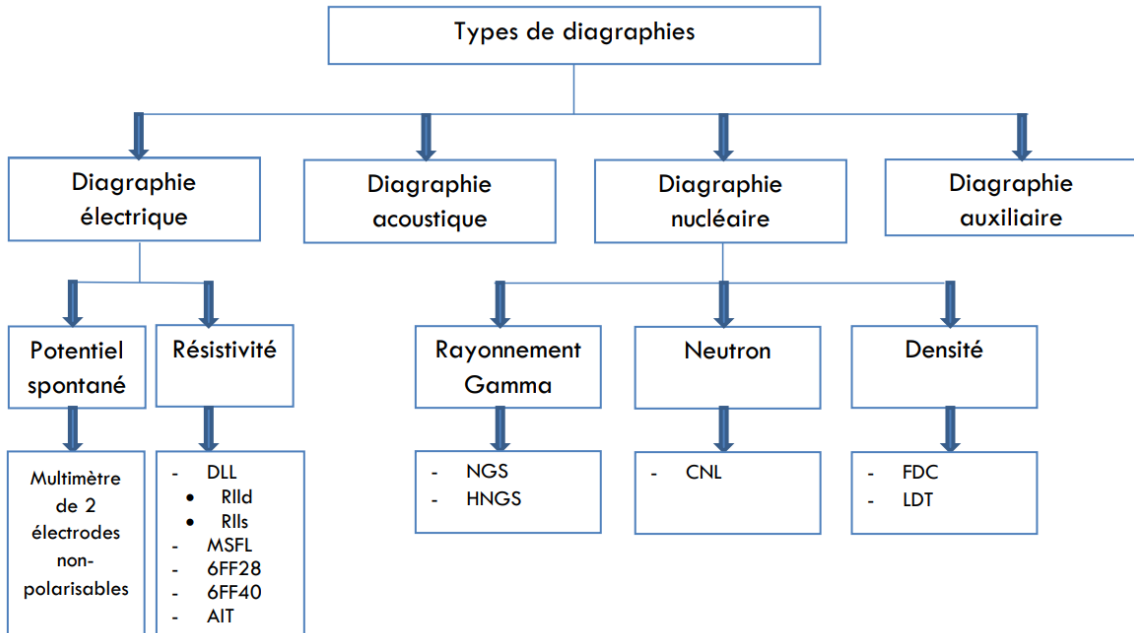 Types de diagraphies
Diagraphie
électrique
Diagraphie
acoustique
Diagraphie
nucléaire
Diagraphie
auxiliaire
Potentiel
spontané
Résistivité
Rayonnement
Gamma
Neutron
Densité
Multimètre
de 2
électrodes
non-
polarisables
- DLL
• Rlld
• Rlls
- MSFL
- 6FF28
- 6FF40
- AIT
- NGS
- HNGS
- CNL
- FDC
- LDT